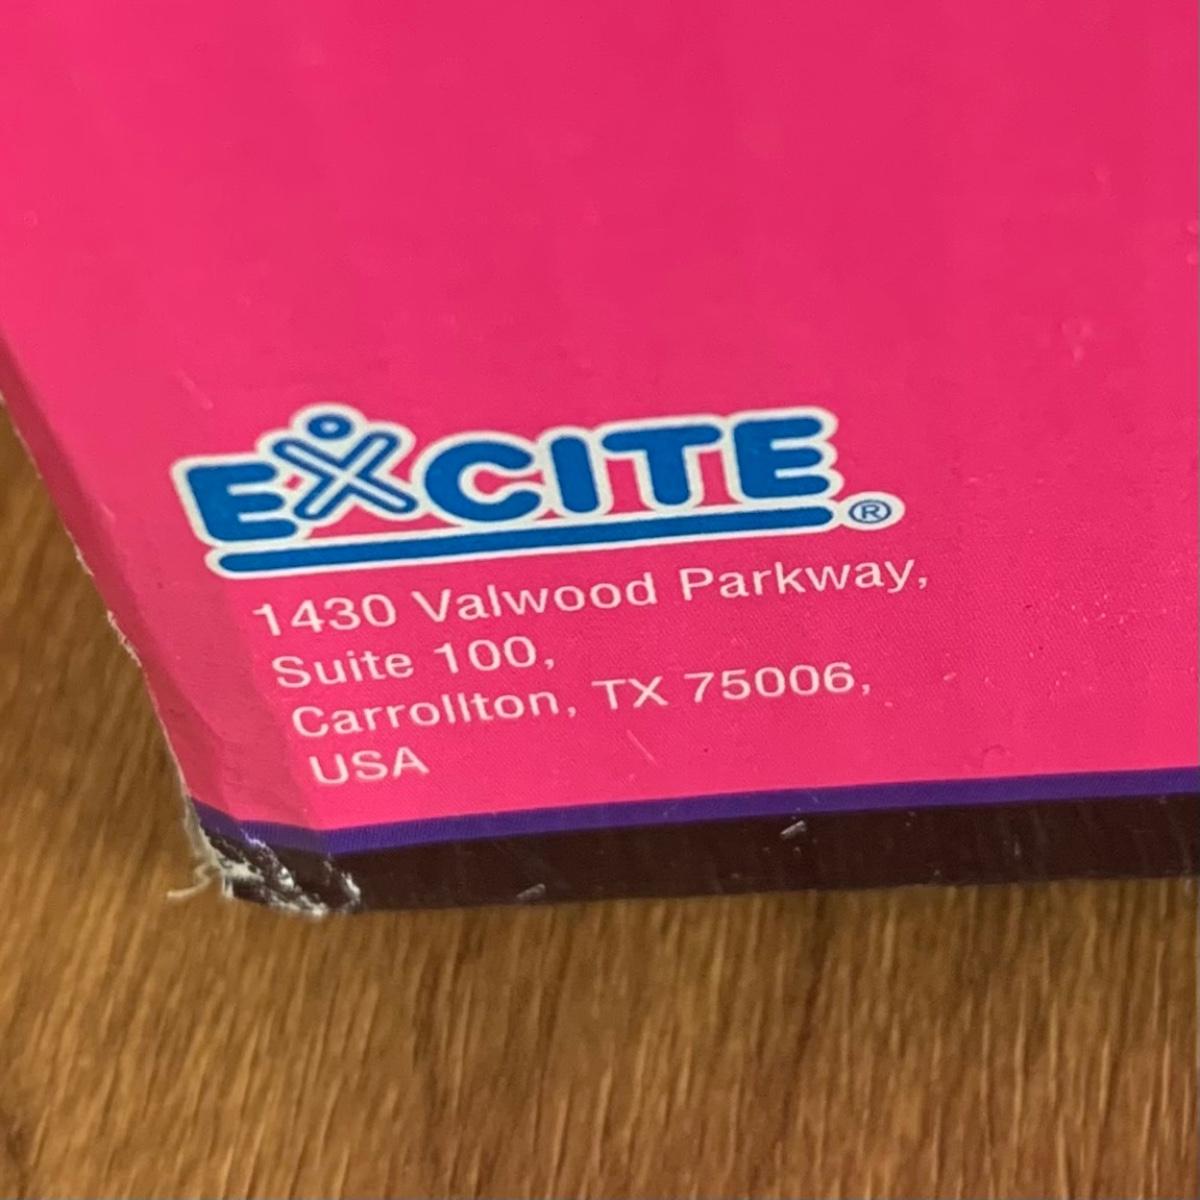 EXCITE®
1430 Valwood Parkway,
Suite 100,
Carrollton, TX 75006,
USA